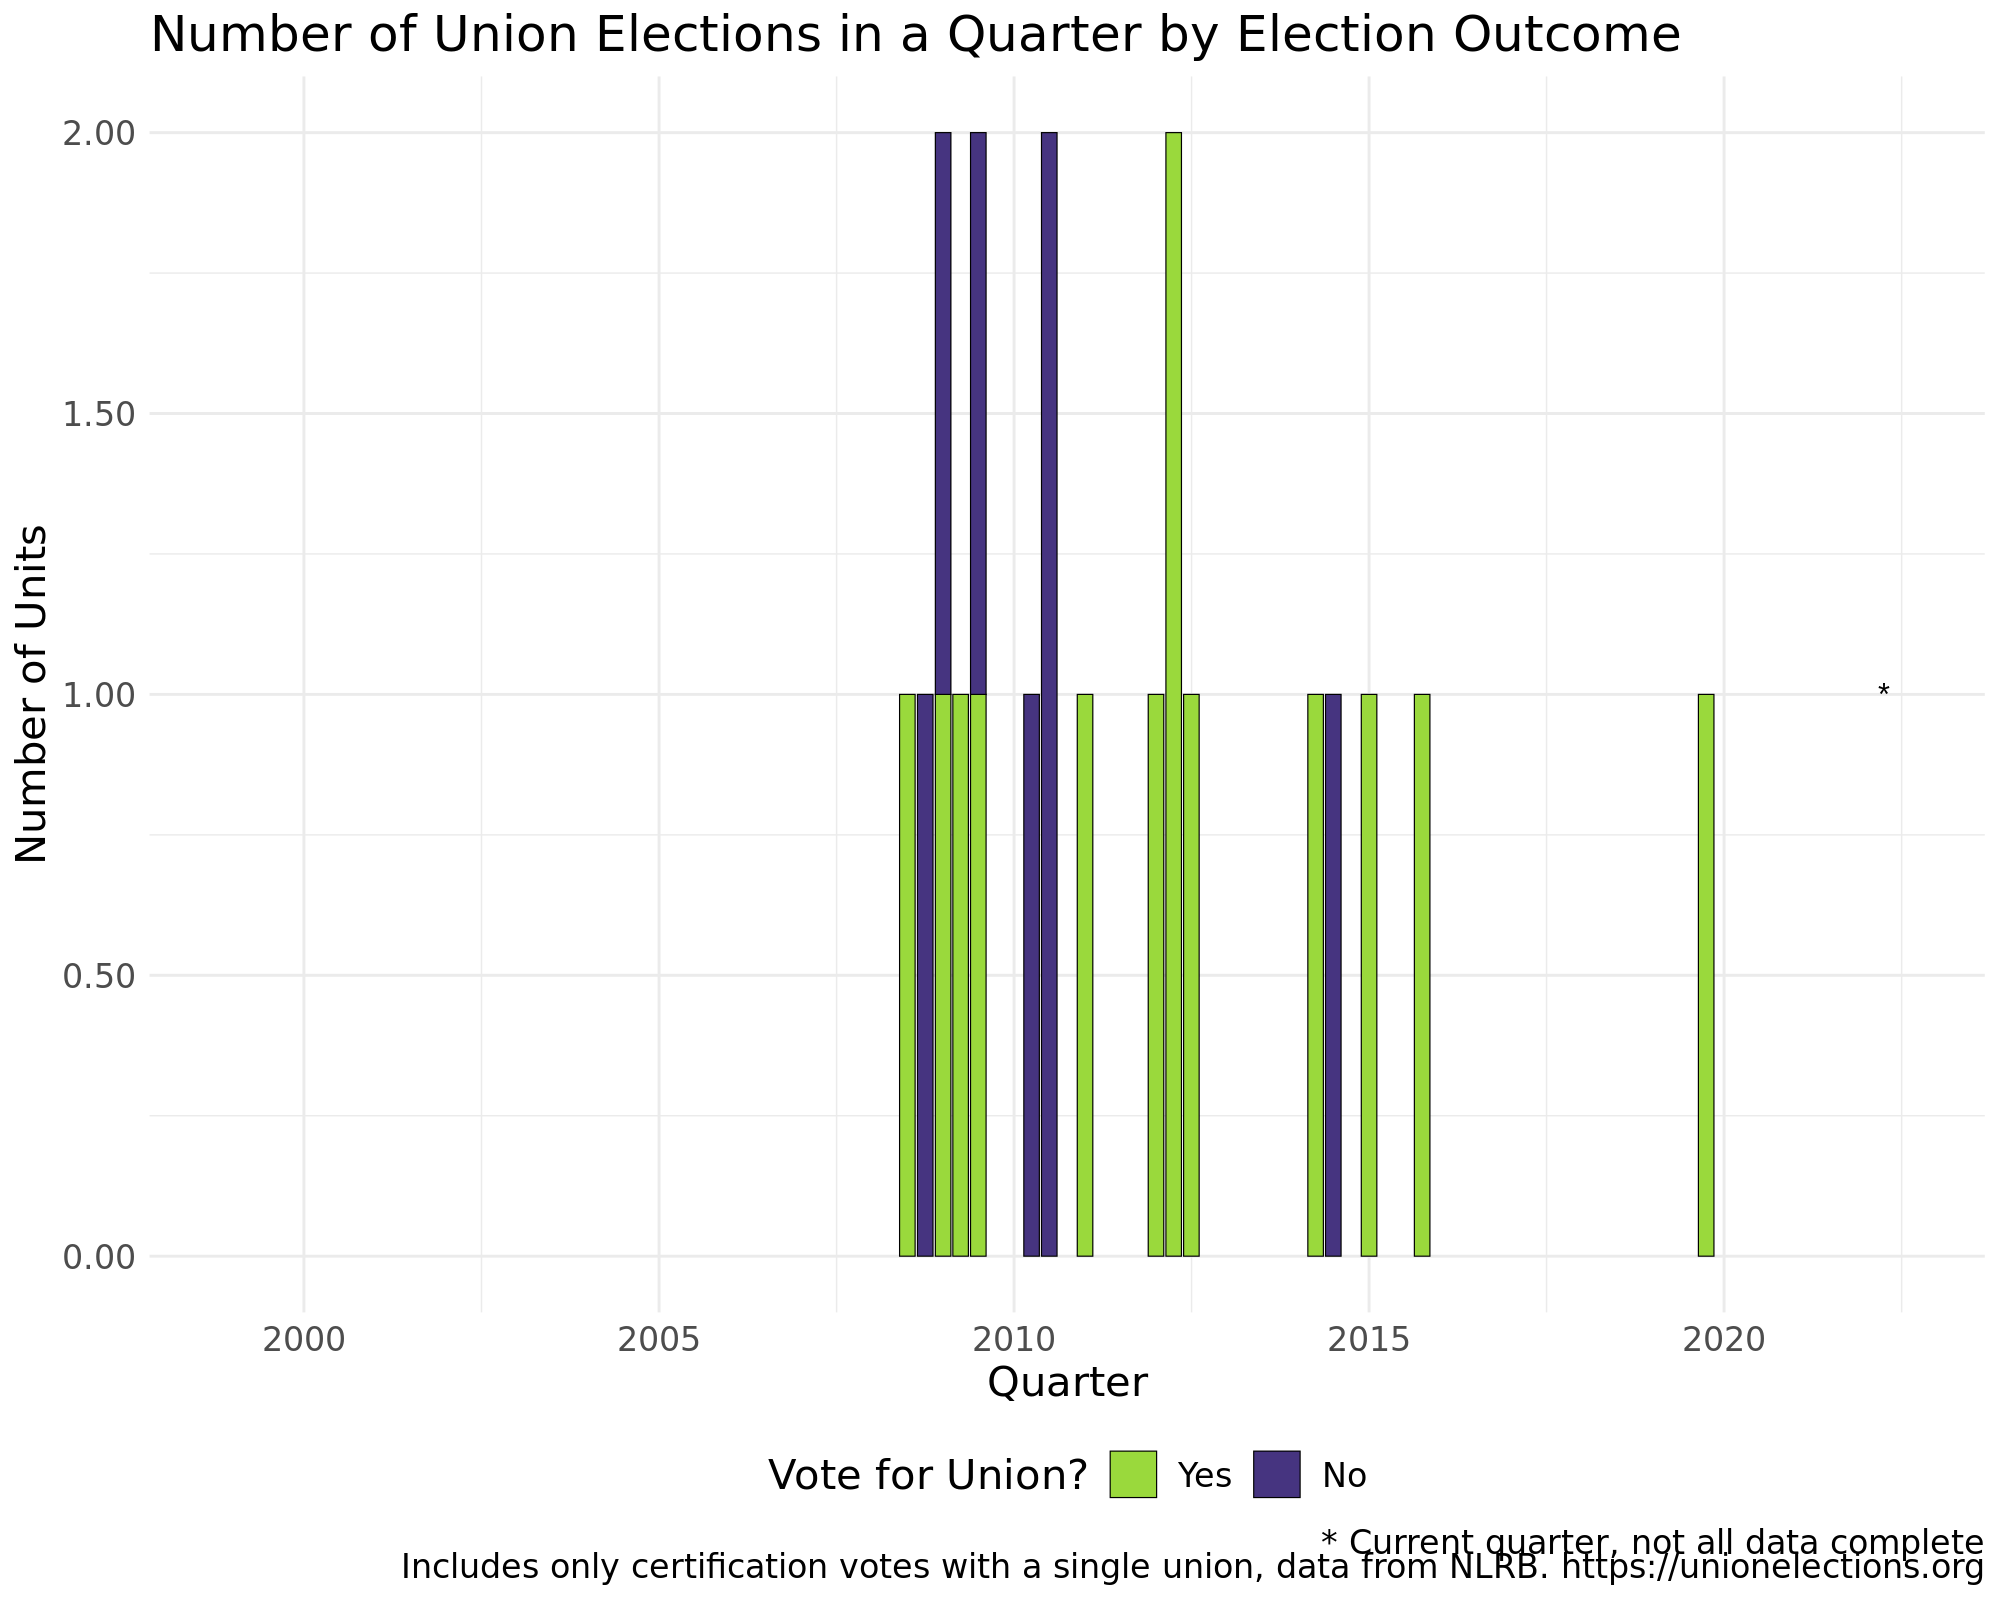 Number of Union Elections in a Quarter by Election Outcome
Number of Units
2.00
1.50
1.00
0.50
0.00
*
2000 2005 2010 2015 2020
Quarter
Vote for Union? Yes No
* Current quarter, not all data complete
Includes only certification votes with a single union, data from NLRB. https://unionelections.org